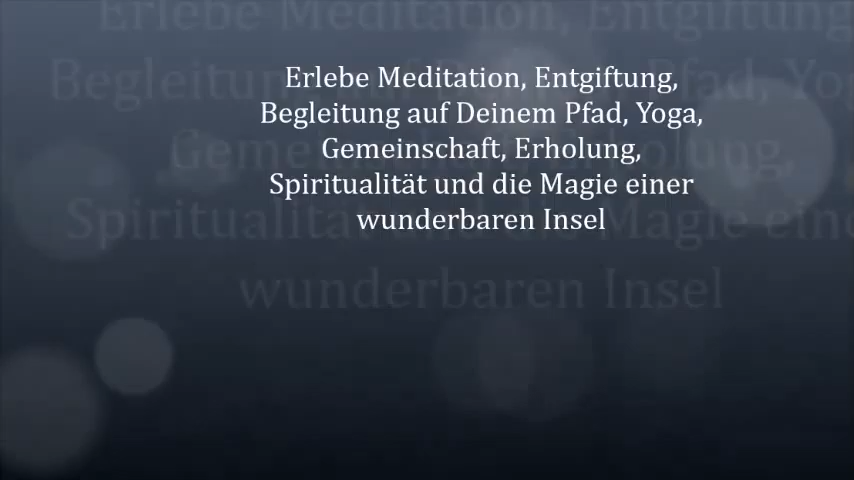 Erlebe Meditation, Entgiftung,
Begleitung auf Deinem Pfad, Yoga,
Gemeinschaft, Erholung,
Spiritualität und die Magie einer
wunderbaren Insel